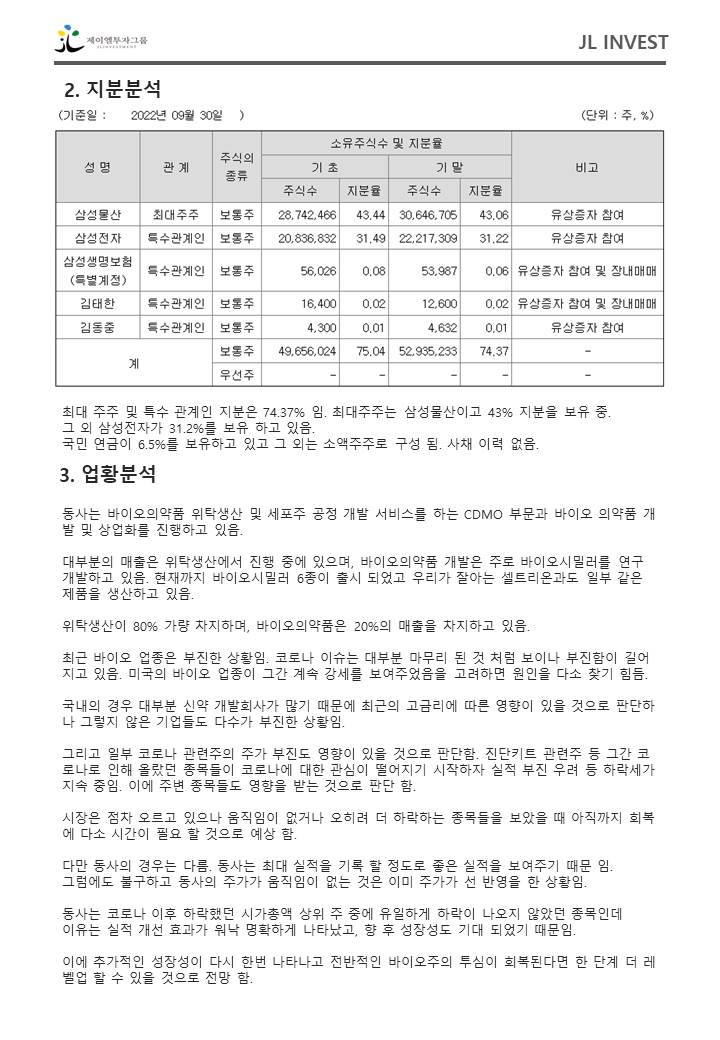 제이엘투자그룹
JL INVESTMENT
JL INVEST
2. 지분분석
(기준일 : 2022년 09월 30일 )
(단위 : 주, %)
성 명 관 계 주식의 종류 소유주식수 및 지분율 비고
기 초 기 말
주식수 지분율 주식수 지분율
삼성물산 최대주주 보통주 28,742,466 43.44 30,646,705 43.06 유상증자 참여
삼성전자 특수관계인 보통주 20,836,832 31.49 22,217,309 31.22 유상증자 참여
삼성생명보험 (특별계정) 특수관계인 보통주 56,026 0.08 53,987 0.06 유상증자 참여 및 장내매매
김태한 특수관계인 보통주 16,400 0.02 12,600 0.02 유상증자 참여 및 장내매매
김동중 특수관계인 보통주 4,300 0.01 4,632 0.01 유상증자 참여
계 보통주 49,656,024 75.04 52,935,233 74.37 –
우선주 – – – – –
최대 주주 및 특수 관계인 지분은 74.37% 임. 최대주주는 삼성물산이고 43% 지분을 보유 중.
그 외 삼성전자가 31.2%를 보유 하고 있음.
국민 연금이 6.5%를 보유하고 있고 그 외는 소액주주로 구성 됨. 사채 이력 없음.
3. 업황분석
동사는 바이오의약품 위탁생산 및 세포주 공정 개발 서비스를 하는 CDMO 부문과 바이오 의약품 개
발 및 상업화를 진행하고 있음.
대부분의 매출은 위탁생산에서 진행 중에 있으며, 바이오의약품 개발은 주로 바이오시밀러를 연구
개발하고 있음. 현재까지 바이오시밀러 6종이 출시 되었고 우리가 잘아는 셀트리온과도 일부 같은
제품을 생산하고 있음.
위탁생산이 80% 가량 차지하며, 바이오의약품은 20%의 매출을 차지하고 있음.
최근 바이오 업종은 부진한 상황임. 코로나 이슈는 대부분 마무리 된 것 처럼 보이나 부진함이 길어
지고 있음. 미국의 바이오 업종이 그간 계속 강세를 보여주었음을 고려하면 원인을 다소 찾기 힘듬.
국내의 경우 대부분 신약 개발회사가 많기 때문에 최근의 고금리에 따른 영향이 있을 것으로 판단하
나 그렇지 않은 기업들도 다수가 부진한 상황임.
그리고 일부 코로나 관련주의 주가 부진도 영향이 있을 것으로 판단함. 진단키트 관련주 등 그간 코
로나로 인해 올랐던 종목들이 코로나에 대한 관심이 떨어지기 시작하자 실적 부진 우려 등 하락세가
지속 중임. 이에 주변 종목들도 영향을 받는 것으로 판단 함.
시장은 점차 오르고 있으나 움직임이 없거나 오히려 더 하락하는 종목들을 보았을 때 아직까지 회복
에 다소 시간이 필요 할 것으로 예상 함.
다만 동사의 경우는 다름. 동사는 최대 실적을 기록 할 정도로 좋은 실적을 보여주기 때문 임.
그럼에도 불구하고 동사의 주가가 움직임이 없는 것은 이미 주가가 선 반영을 한 상황임.
동사는 코로나 이후 하락했던 시가총액 상위 주 중에 유일하게 하락이 나오지 않았던 종목인데
이유는 실적 개선 효과가 워낙 명확하게 나타났고, 향 후 성장성도 기대 되었기 때문임.
이에 추가적인 성장성이 다시 한번 나타나고 전반적인 바이오주의 투심이 회복된다면 한 단계 더 레
벨업 할 수 있을 것으로 전망 함.